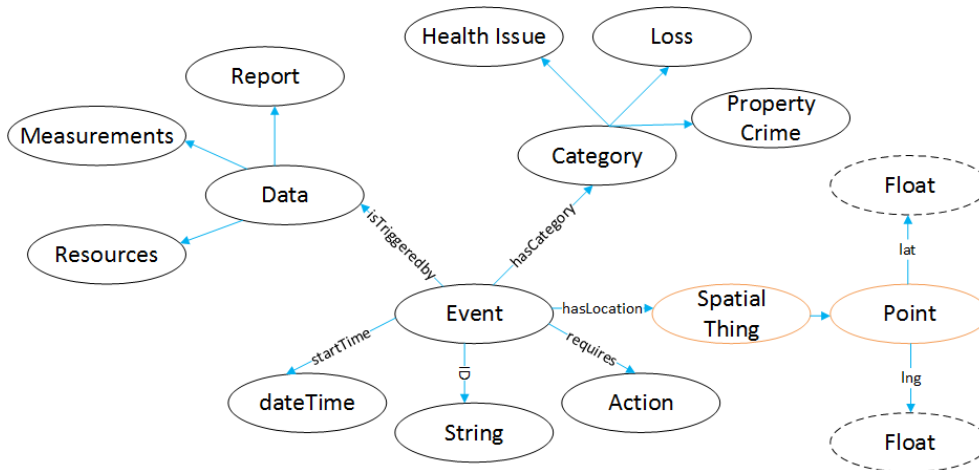 Health Issue
Loss
Report
Property
Crime
Measurements
Category
Data
Float
isTriggeredby
hasCategory
lat
Resources
Event
hasLocation
Spatial
Thing
Point
startTime
ID
requires
lng
dateTime
Action
String
Float